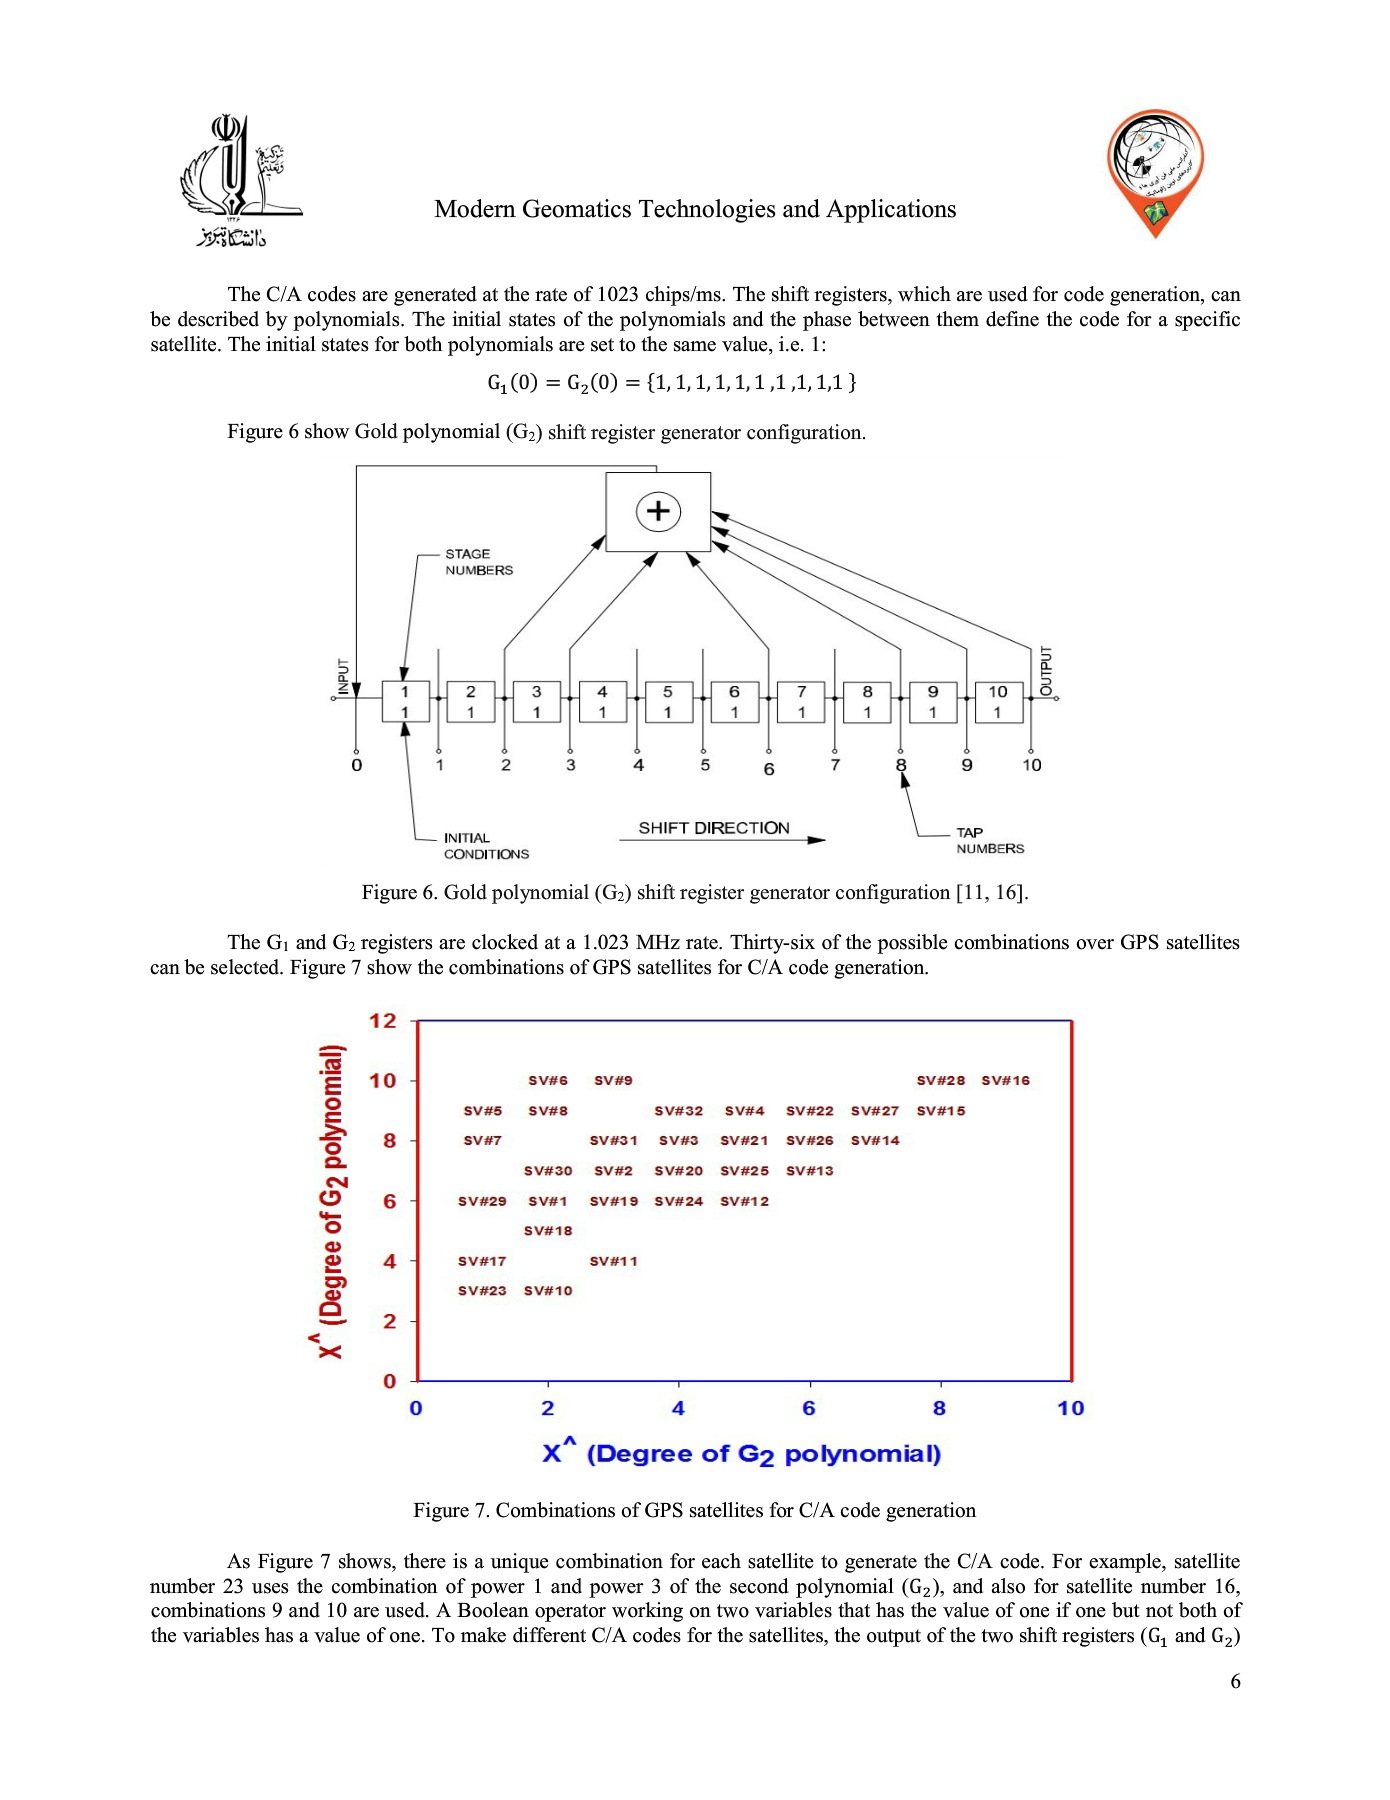 تزکیه
وتعلیم
۱۳۲۶
دانشگاه تبریز
Modern Geomatics Technologies and Applications
The C/A codes are generated at the rate of 1023 chips/ms. The shift registers, which are used for code generation, can
be described by polynomials. The initial states of the polynomials and the phase between them define the code for a specific
satellite. The initial states for both polynomials are set to the same value, i.e. 1:
G₁(0) = G₂(0) = {1, 1, 1, 1, 1, 1 ,1 ,1, 1,1 }
Figure 6 show Gold polynomial (G₂) shift register generator configuration.
+
STAGE
NUMBERS
INPUT
OUTPUT
1 2 3 4 5 6 7 8 9 10
1 1 1 1 1 1 1 1 1 1
0 1 2 3 4 5 6 7 8 9 10
SHIFT DIRECTION
INITIAL
CONDITIONS
TAP
NUMBERS
Figure 6. Gold polynomial (G₂) shift register generator configuration [11, 16].
The G₁ and G₂ registers are clocked at a 1.023 MHz rate. Thirty-six of the possible combinations over GPS satellites
can be selected. Figure 7 show the combinations of GPS satellites for C/A code generation.
X^ (Degree of G₂ polynomial)
12
10 SV#6 SV#9 SV#28 SV#16
SV#5 SV#8 SV#32 SV#4 SV#22 SV#27 SV#15
8 SV#7 SV#31 SV#3 SV#21 SV#26 SV#14
SV#30 SV#2 SV#20 SV#25 SV#13
6 SV#29 SV#1 SV#19 SV#24 SV#12
SV#18
4 SV#17 SV#11
SV#23 SV#10
2
0
0 2 4 6 8 10
X^ (Degree of G₂ polynomial)
Figure 7. Combinations of GPS satellites for C/A code generation
As Figure 7 shows, there is a unique combination for each satellite to generate the C/A code. For example, satellite
number 23 uses the combination of power 1 and power 3 of the second polynomial (G₂), and also for satellite number 16,
combinations 9 and 10 are used. A Boolean operator working on two variables that has the value of one if one but not both of
the variables has a value of one. To make different C/A codes for the satellites, the output of the two shift registers (G₁ and G₂)
6